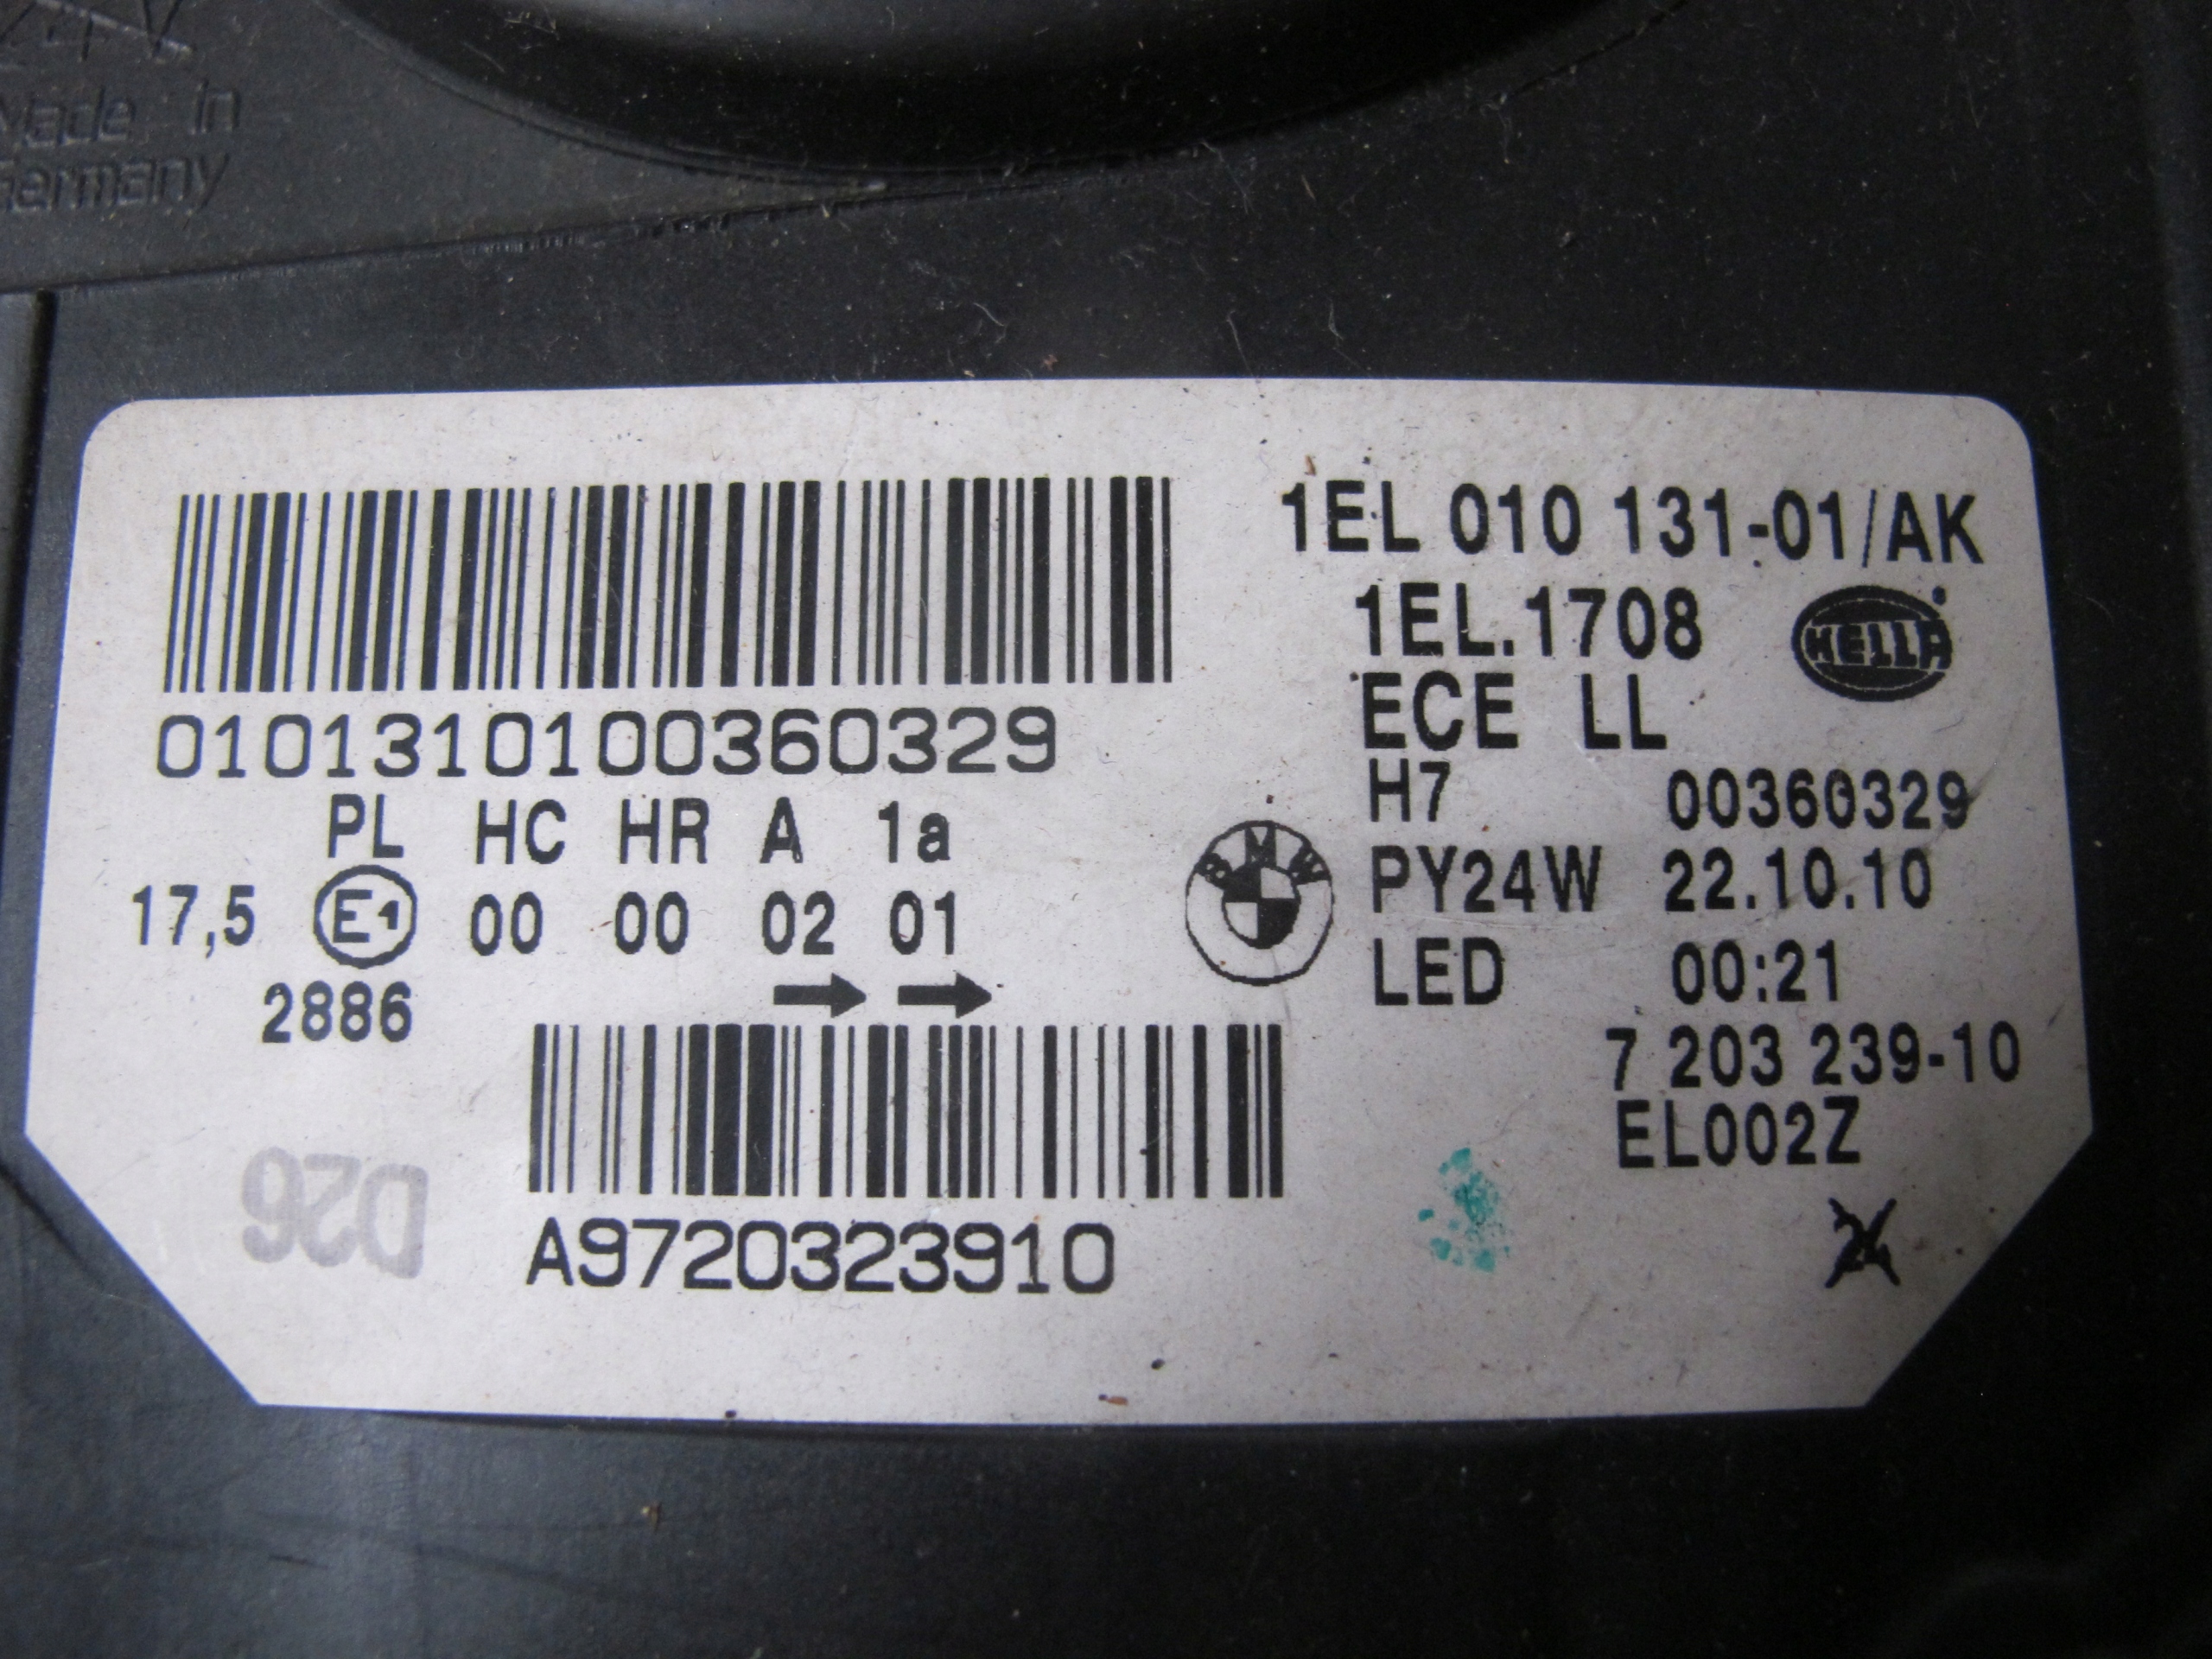 Made in
Germany
1EL 010 131-01/AK
1EL.1708
HELLA
ECE LL
0101310100360329
H7 00360329
PL HC HR A 1a
BMW
PY24W 22.10.10
17,5 E1 00 00 02 01
LED 00:21
2886
7 203 239-10
EL002Z
D26
A9720323910